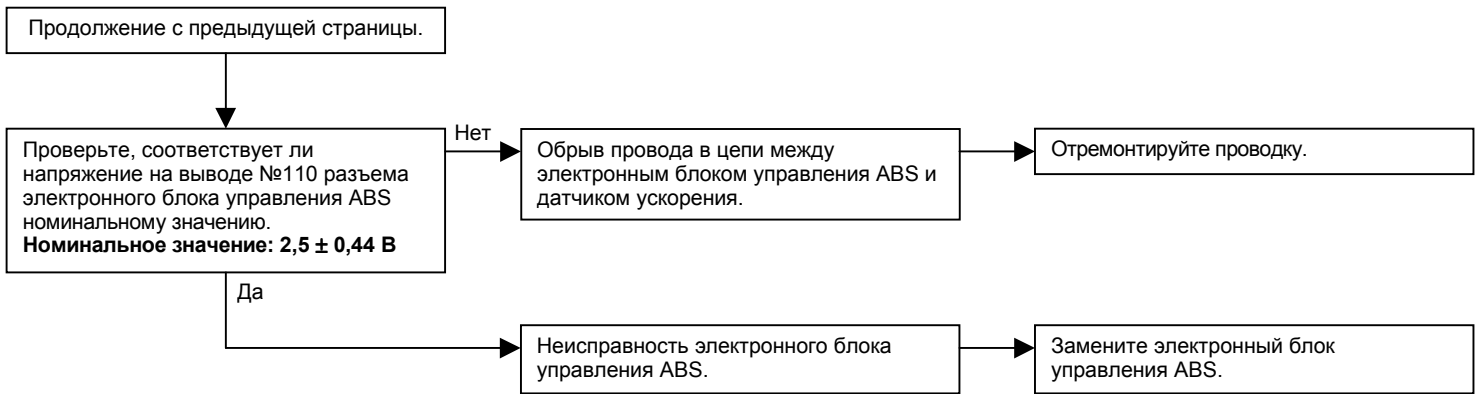 Продолжение с предыдущей страницы.
Проверьте, соответствует ли
напряжение на выводе №110 разъема
электронного блока управления ABS
номинальному значению.
Номинальное значение: 2,5 ± 0,44 В
Нет
Обрыв провода в цепи между
электронным блоком управления ABS и
датчиком ускорения.
Отремонтируйте проводку.
Да
Неисправность электронного блока
управления ABS.
Замените электронный блок
управления ABS.